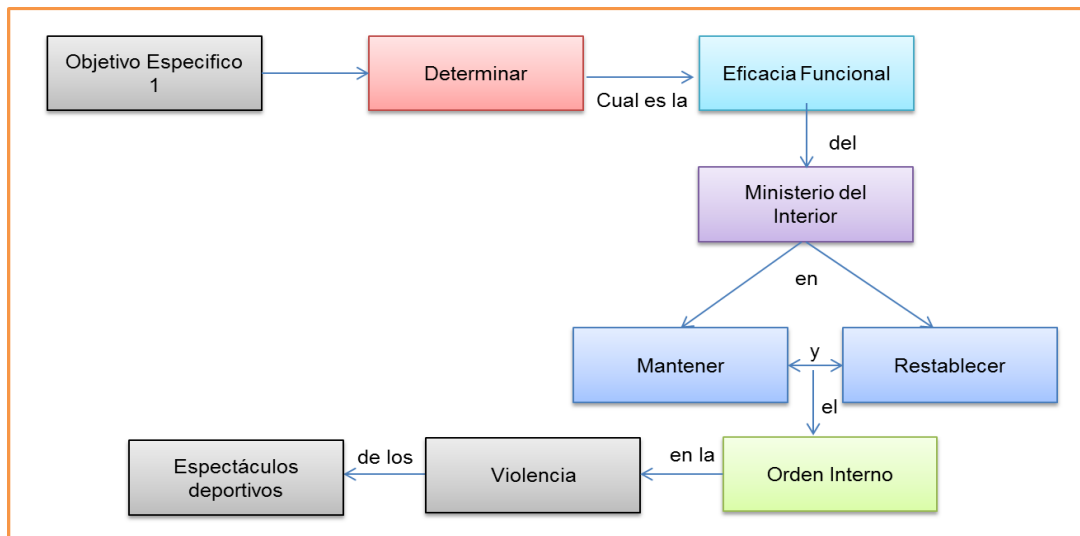 Objetivo Especifico
1
Determinar
Cual es la
Eficacia Funcional
del
Ministerio del
Interior
en
Mantener
y
Restablecer
el
Orden Interno
en la
Violencia
de los
Espectáculos
deportivos